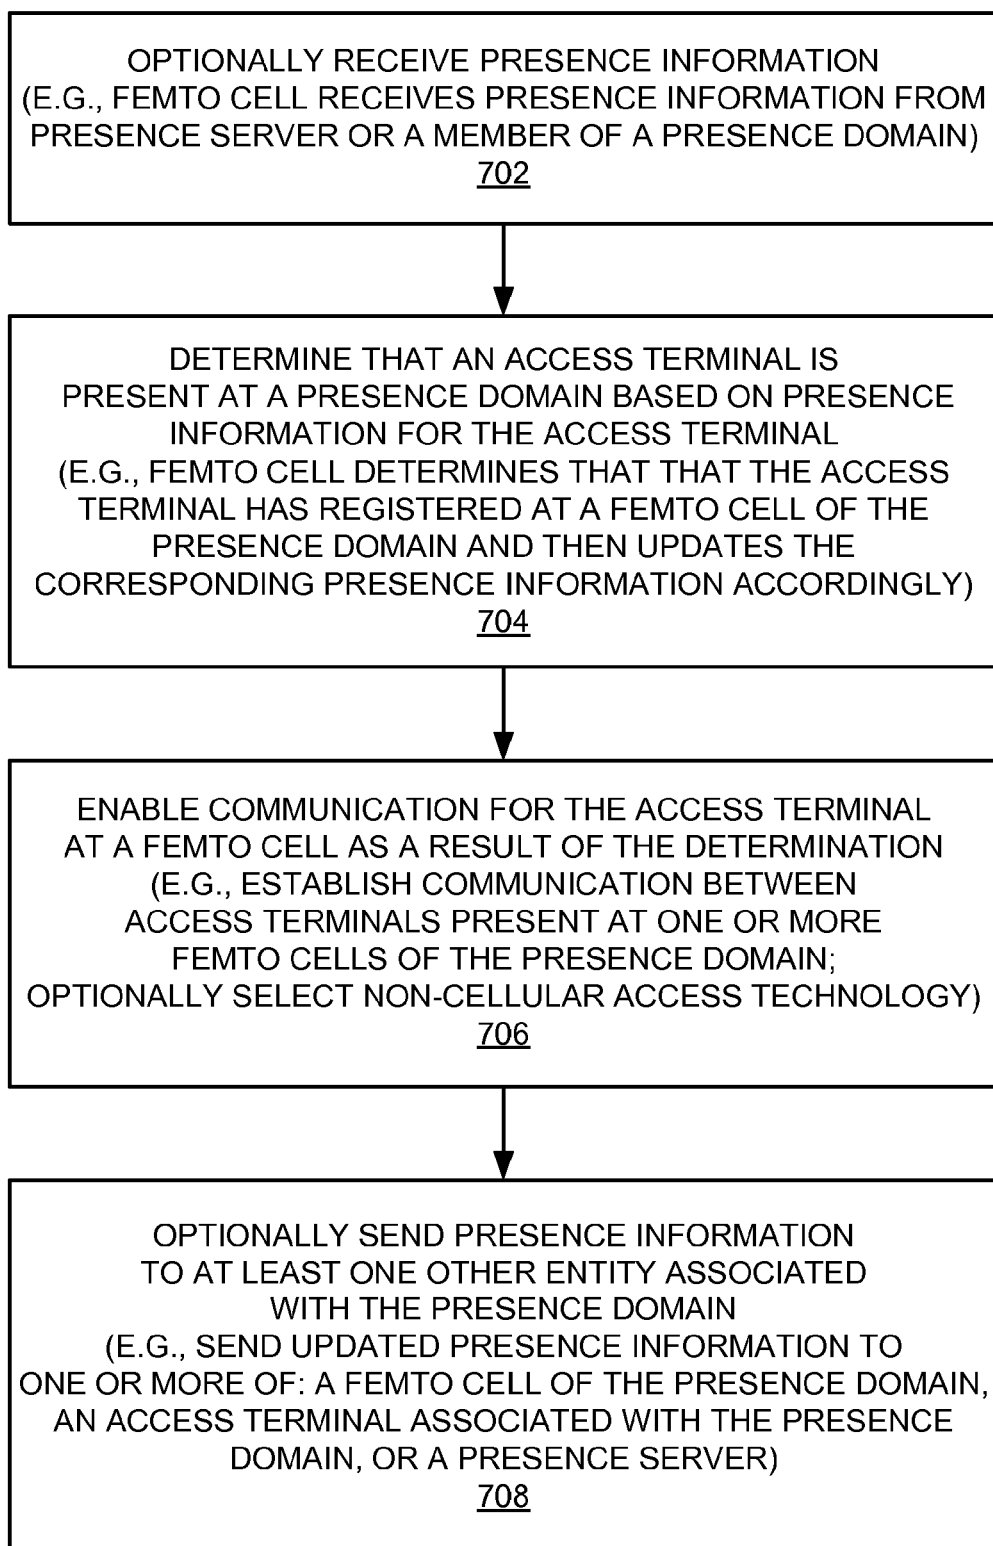 OPTIONALLY RECEIVE PRESENCE INFORMATION
(E.G., FEMTO CELL RECEIVES PRESENCE INFORMATION FROM
PRESENCE SERVER OR A MEMBER OF A PRESENCE DOMAIN)
702
DETERMINE THAT AN ACCESS TERMINAL IS
PRESENT AT A PRESENCE DOMAIN BASED ON PRESENCE
INFORMATION FOR THE ACCESS TERMINAL
(E.G., FEMTO CELL DETERMINES THAT THAT THE ACCESS
TERMINAL HAS REGISTERED AT A FEMTO CELL OF THE
PRESENCE DOMAIN AND THEN UPDATES THE
CORRESPONDING PRESENCE INFORMATION ACCORDINGLY)
704
ENABLE COMMUNICATION FOR THE ACCESS TERMINAL
AT A FEMTO CELL AS A RESULT OF THE DETERMINATION
(E.G., ESTABLISH COMMUNICATION BETWEEN
ACCESS TERMINALS PRESENT AT ONE OR MORE
FEMTO CELLS OF THE PRESENCE DOMAIN;
OPTIONALLY SELECT NON-CELLULAR ACCESS TECHNOLOGY)
706
OPTIONALLY SEND PRESENCE INFORMATION
TO AT LEAST ONE OTHER ENTITY ASSOCIATED
WITH THE PRESENCE DOMAIN
(E.G., SEND UPDATED PRESENCE INFORMATION TO
ONE OR MORE OF: A FEMTO CELL OF THE PRESENCE DOMAIN,
AN ACCESS TERMINAL ASSOCIATED WITH THE PRESENCE
DOMAIN, OR A PRESENCE SERVER)
708